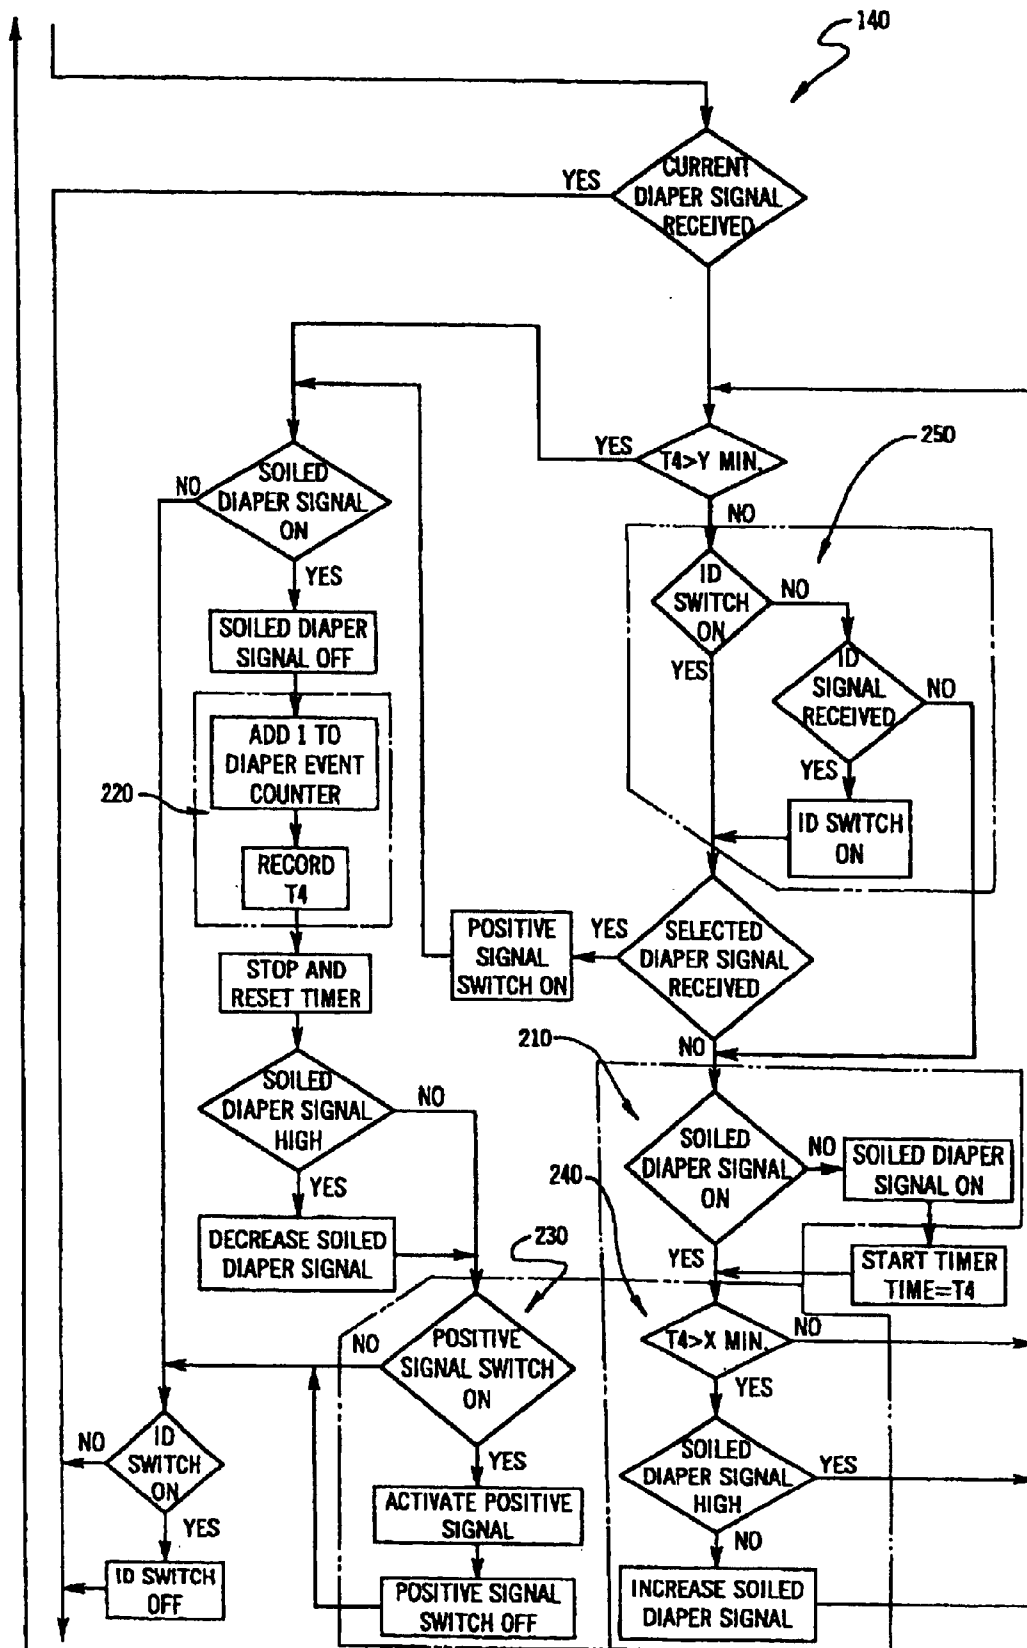 140
CURRENT
DIAPER SIGNAL
RECEIVED
YES
T4>Y MIN.
YES
NO
250
SOILED
DIAPER SIGNAL
ON
NO
YES
ID
SWITCH
ON
NO
YES
SOILED DIAPER
SIGNAL OFF
ID
SIGNAL
RECEIVED
NO
YES
ADD 1 TO
DIAPER EVENT
COUNTER
220
ID SWITCH
ON
RECORD
T4
POSITIVE
SIGNAL
SWITCH ON
YES
SELECTED
DIAPER SIGNAL
RECEIVED
NO
STOP AND
RESET TIMER
210
SOILED
DIAPER SIGNAL
HIGH
NO
YES
SOILED
DIAPER SIGNAL
ON
NO
YES
SOILED DIAPER
SIGNAL ON
240
DECREASE SOILED
DIAPER SIGNAL
230
START TIMER
TIME=T4
POSITIVE
SIGNAL SWITCH
ON
NO
YES
T4>X MIN.
NO
YES
ID
SWITCH
ON
NO
YES
SOILED
DIAPER SIGNAL
HIGH
YES
NO
ACTIVATE POSITIVE
SIGNAL
ID SWITCH
OFF
POSITIVE SIGNAL
SWITCH OFF
INCREASE SOILED
DIAPER SIGNAL